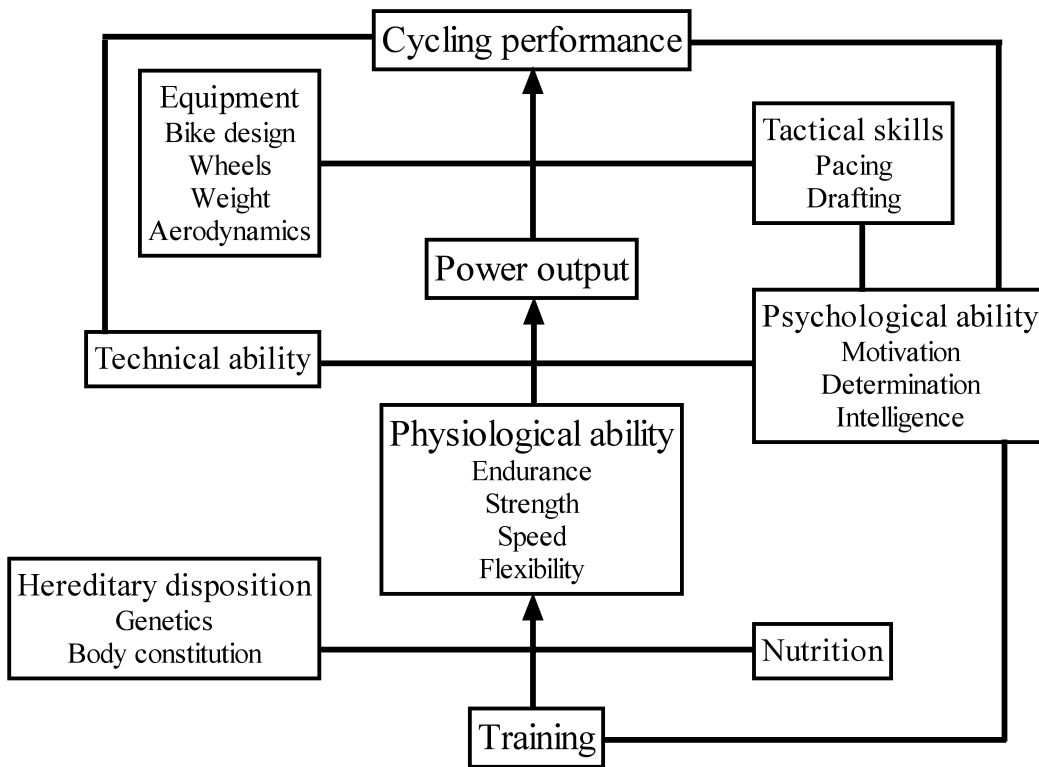 Cycling performance
Equipment
Bike design
Wheels
Weight
Aerodynamics
Tactical skills
Pacing
Drafting
Power output
Technical ability
Psychological ability
Motivation
Determination
Intelligence
Physiological ability
Endurance
Strength
Speed
Flexibility
Hereditary disposition
Genetics
Body constitution
Nutrition
Training